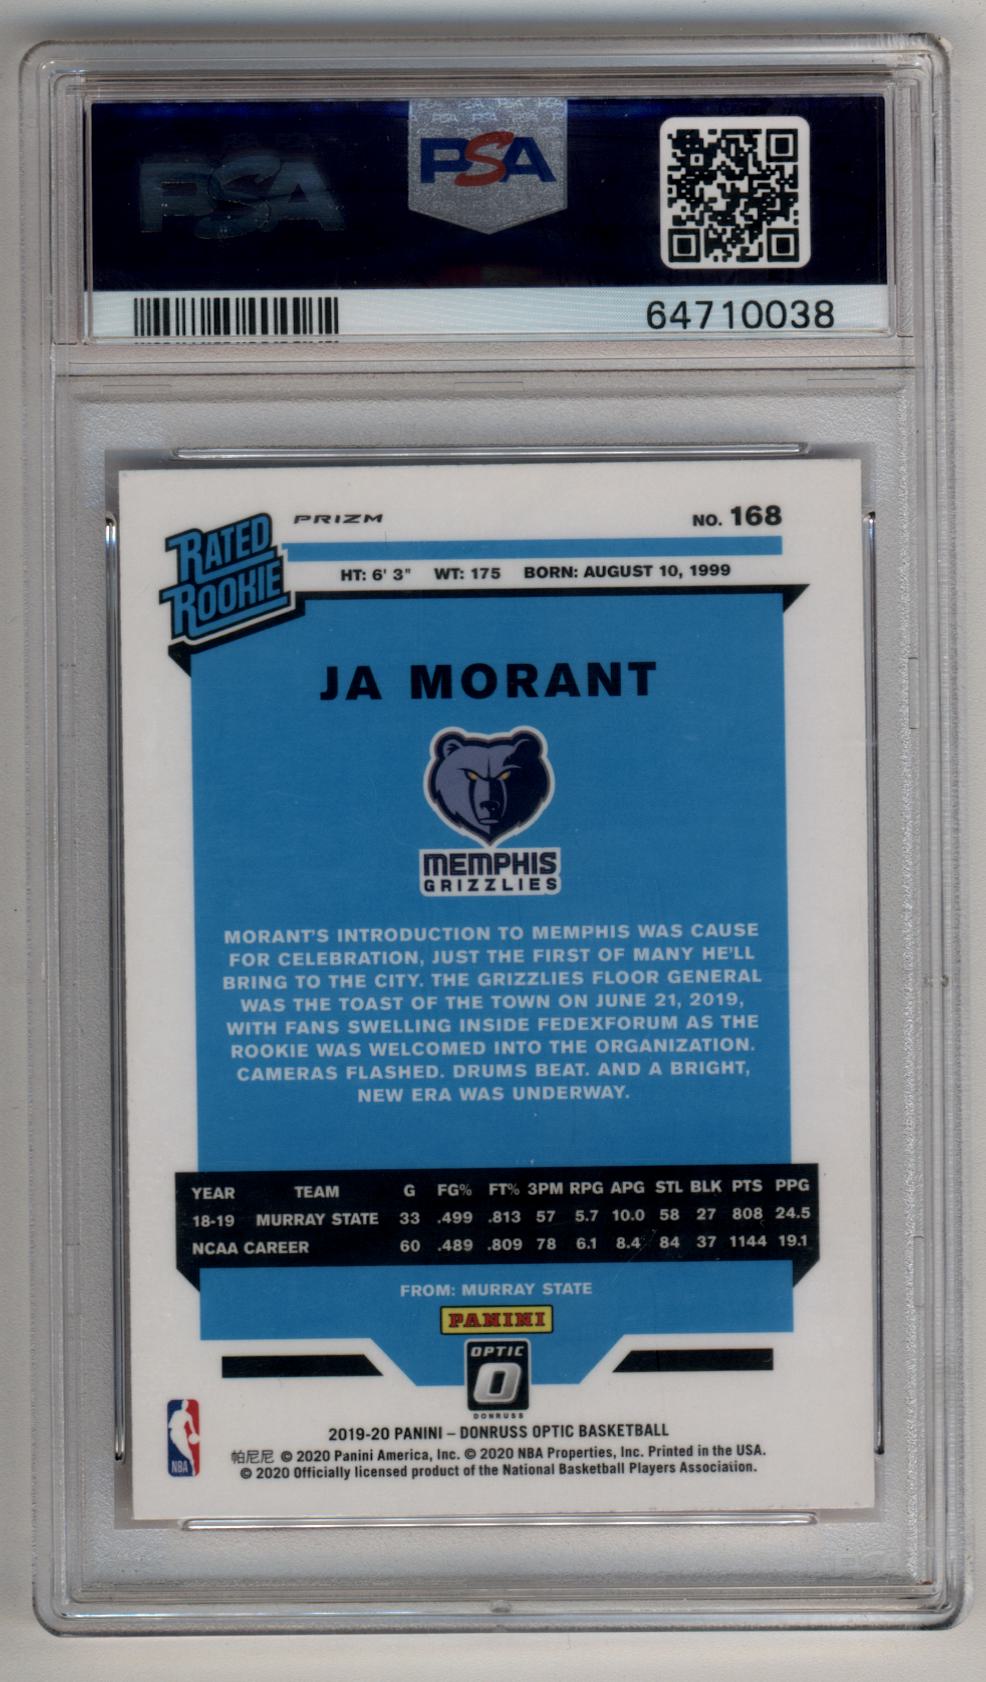 PSA
PSA
64710038
RATED
ROOKIE
PRIZM
NO. 168
HT: 6' 3" WT: 175 BORN: AUGUST 10, 1999
JA MORANT
MEMPHIS
GRIZZLIES
MORANT'S INTRODUCTION TO MEMPHIS WAS CAUSE
FOR CELEBRATION, JUST THE FIRST OF MANY HE'LL
BRING TO THE CITY. THE GRIZZLIES FLOOR GENERAL
WAS THE TOAST OF THE TOWN ON JUNE 21, 2019,
WITH FANS SWELLING INSIDE FEDEXFORUM AS THE
ROOKIE WAS WELCOMED INTO THE ORGANIZATION.
CAMERAS FLASHED. DRUMS BEAT. AND A BRIGHT,
NEW ERA WAS UNDERWAY.
YEAR TEAM G FG% FT% 3PM RPG APG STL BLK PTS PPG
18-19 MURRAY STATE 33 .499 .813 57 5.7 10.0 58 27 808 24.5
NCAA CAREER 60 .489 .809 78 6.1 8.4 84 37 1144 19.1
FROM: MURRAY STATE
PANINI
OPTIC
O
DONRUSS
NBA
2019-20 PANINI – DONRUSS OPTIC BASKETBALL
帕尼尼 © 2020 Panini America, Inc. © 2020 NBA Properties, Inc. Printed in the USA.
© 2020 Officially licensed product of the National Basketball Players Association.